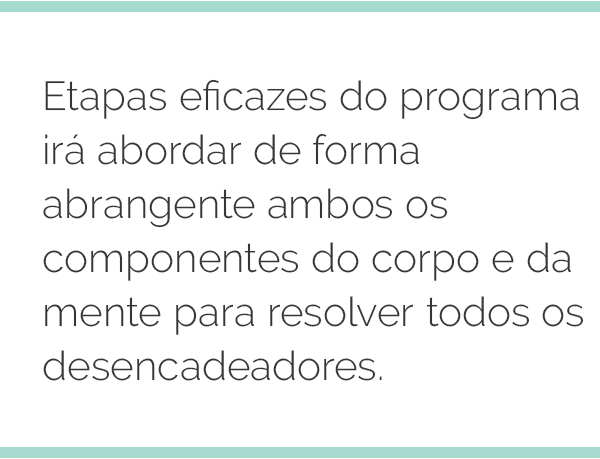 Etapas eficazes do programa
irá abordar de forma
abrangente ambos os
componentes do corpo e da
mente para resolver todos os
desencadeadores.